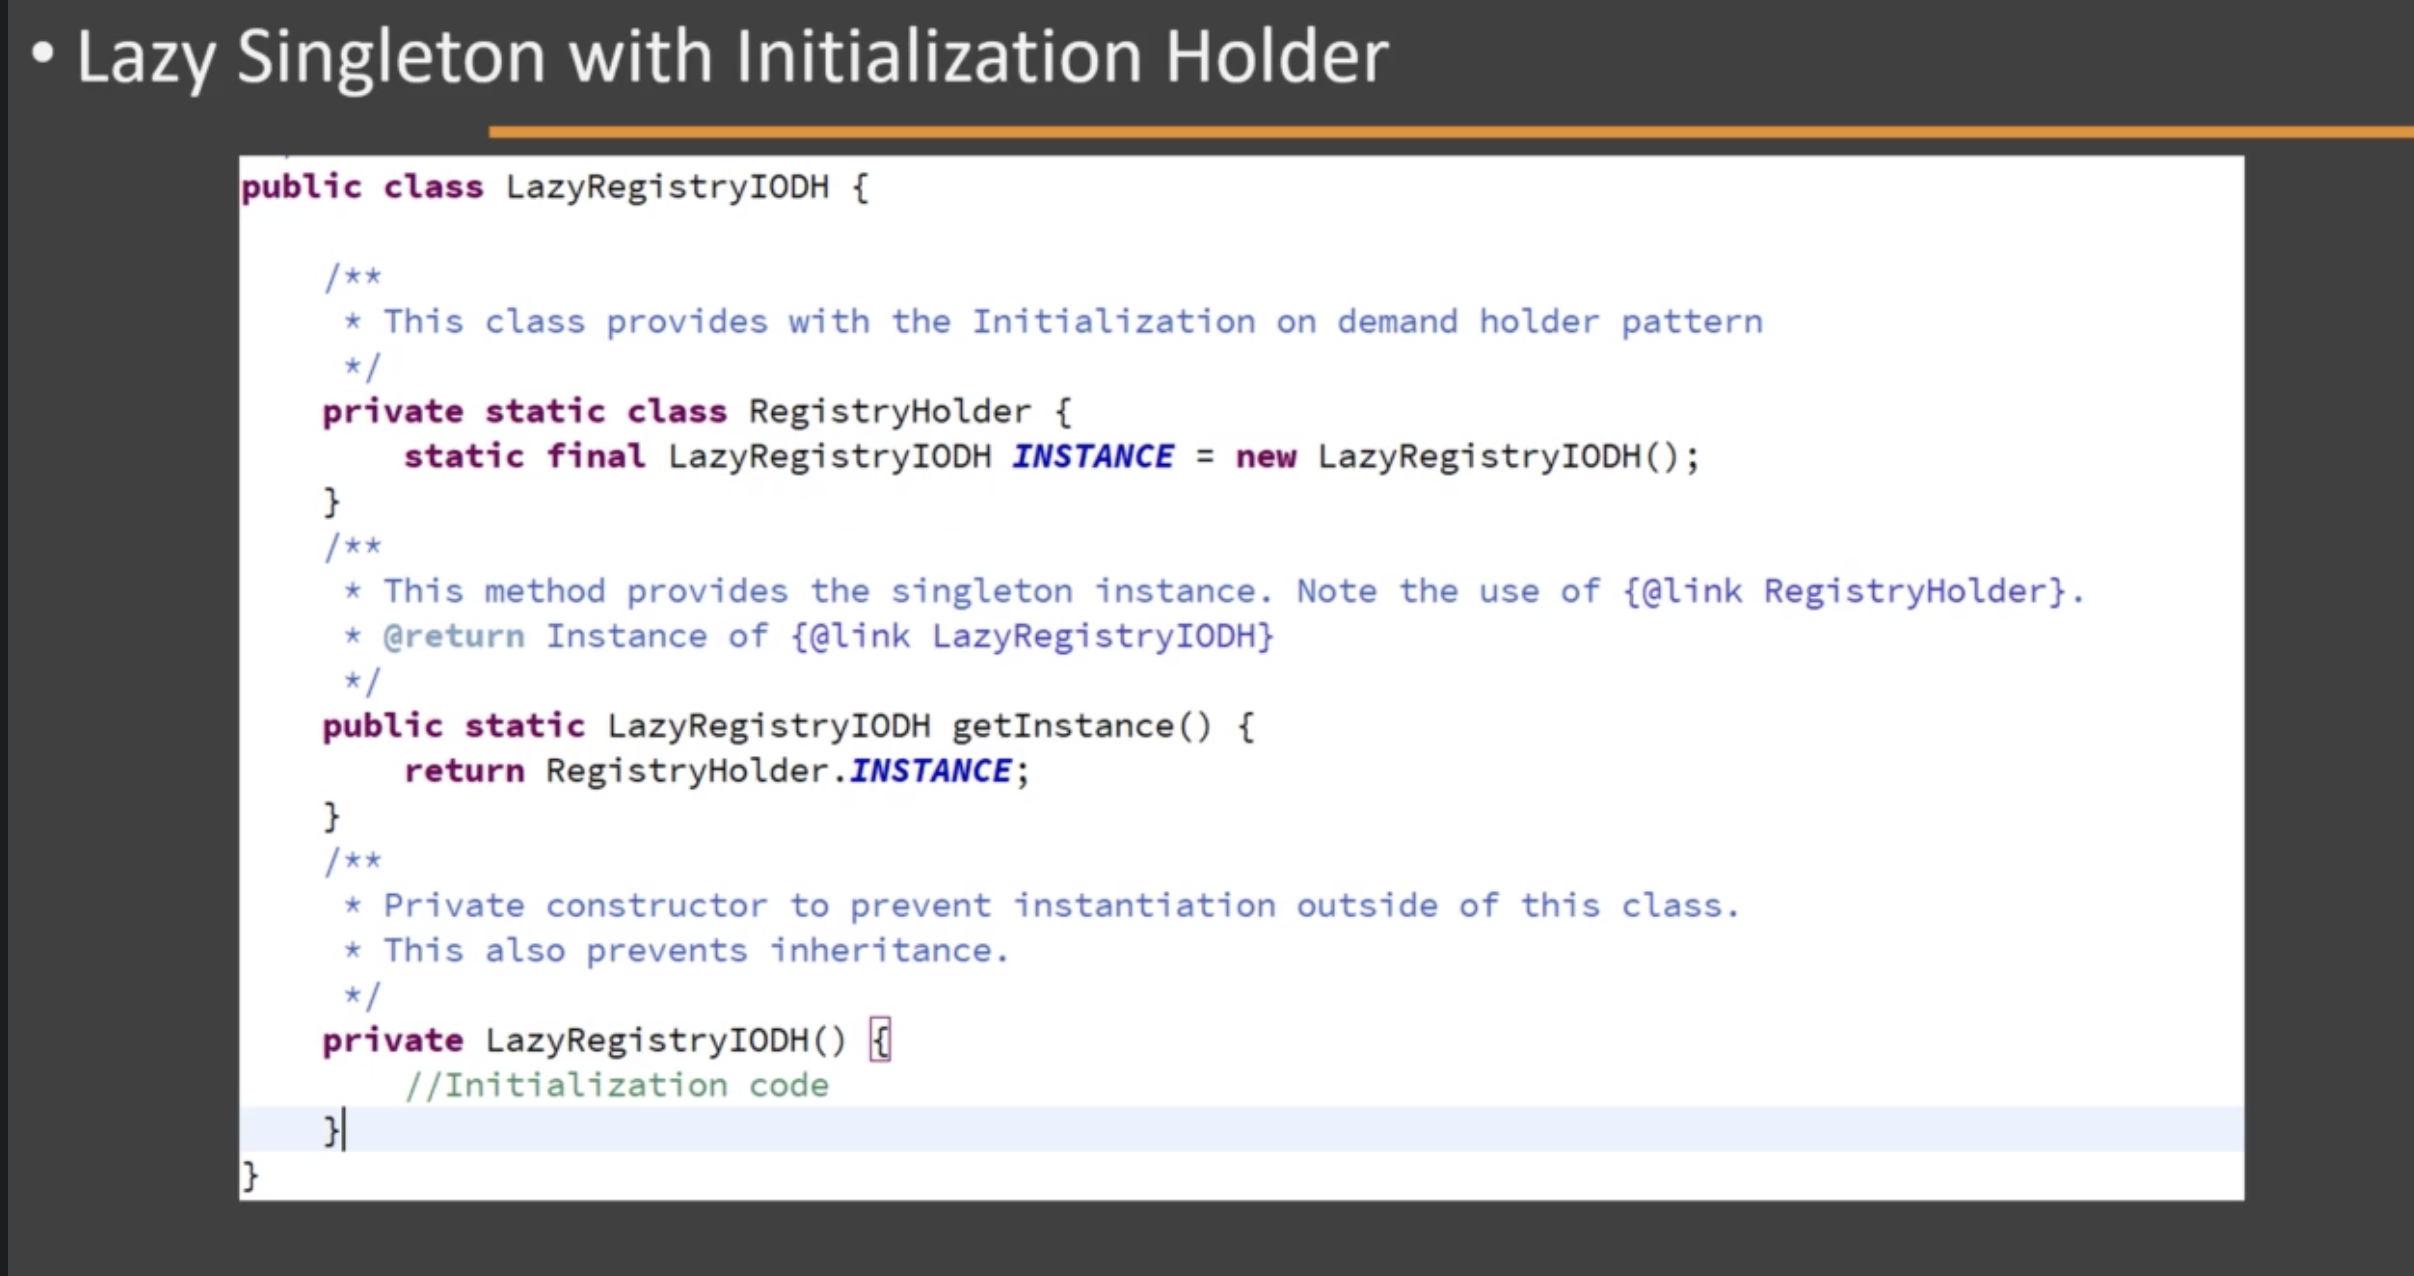 • Lazy Singleton with Initialization Holder
public class LazyRegistryIODH {
/**
* This class provides with the Initialization on demand holder pattern
*/
private static class RegistryHolder {
static final LazyRegistryIODH INSTANCE = new LazyRegistryIODH();
}
/**
* This method provides the singleton instance. Note the use of {@link RegistryHolder}.
* @return Instance of {@link LazyRegistryIODH}
*/
public static LazyRegistryIODH getInstance() {
return RegistryHolder.INSTANCE;
}
/**
* Private constructor to prevent instantiation outside of this class.
* This also prevents inheritance.
*/
private LazyRegistryIODH() {
//Initialization code
}
}